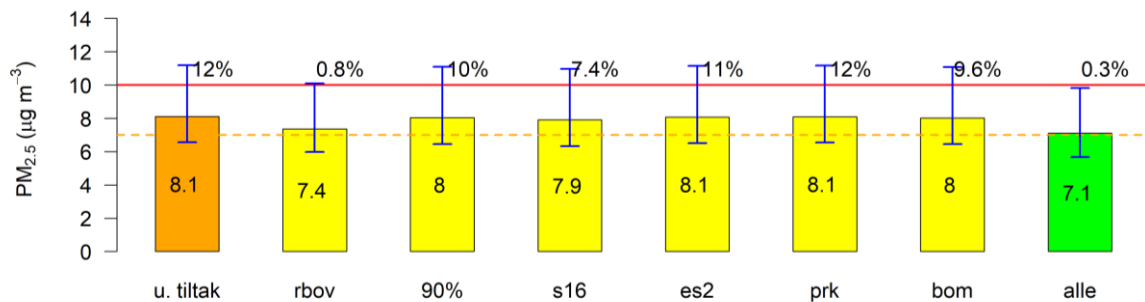 PM2.5 (µg m−3)
14
12
10
8
6
4
2
0
12% 0.8% 10% 7.4% 11% 12% 9.6% 0.3%
8.1 7.4 8 7.9 8.1 8.1 8 7.1
u. tiltak rbov 90% s16 es2 prk bom alle